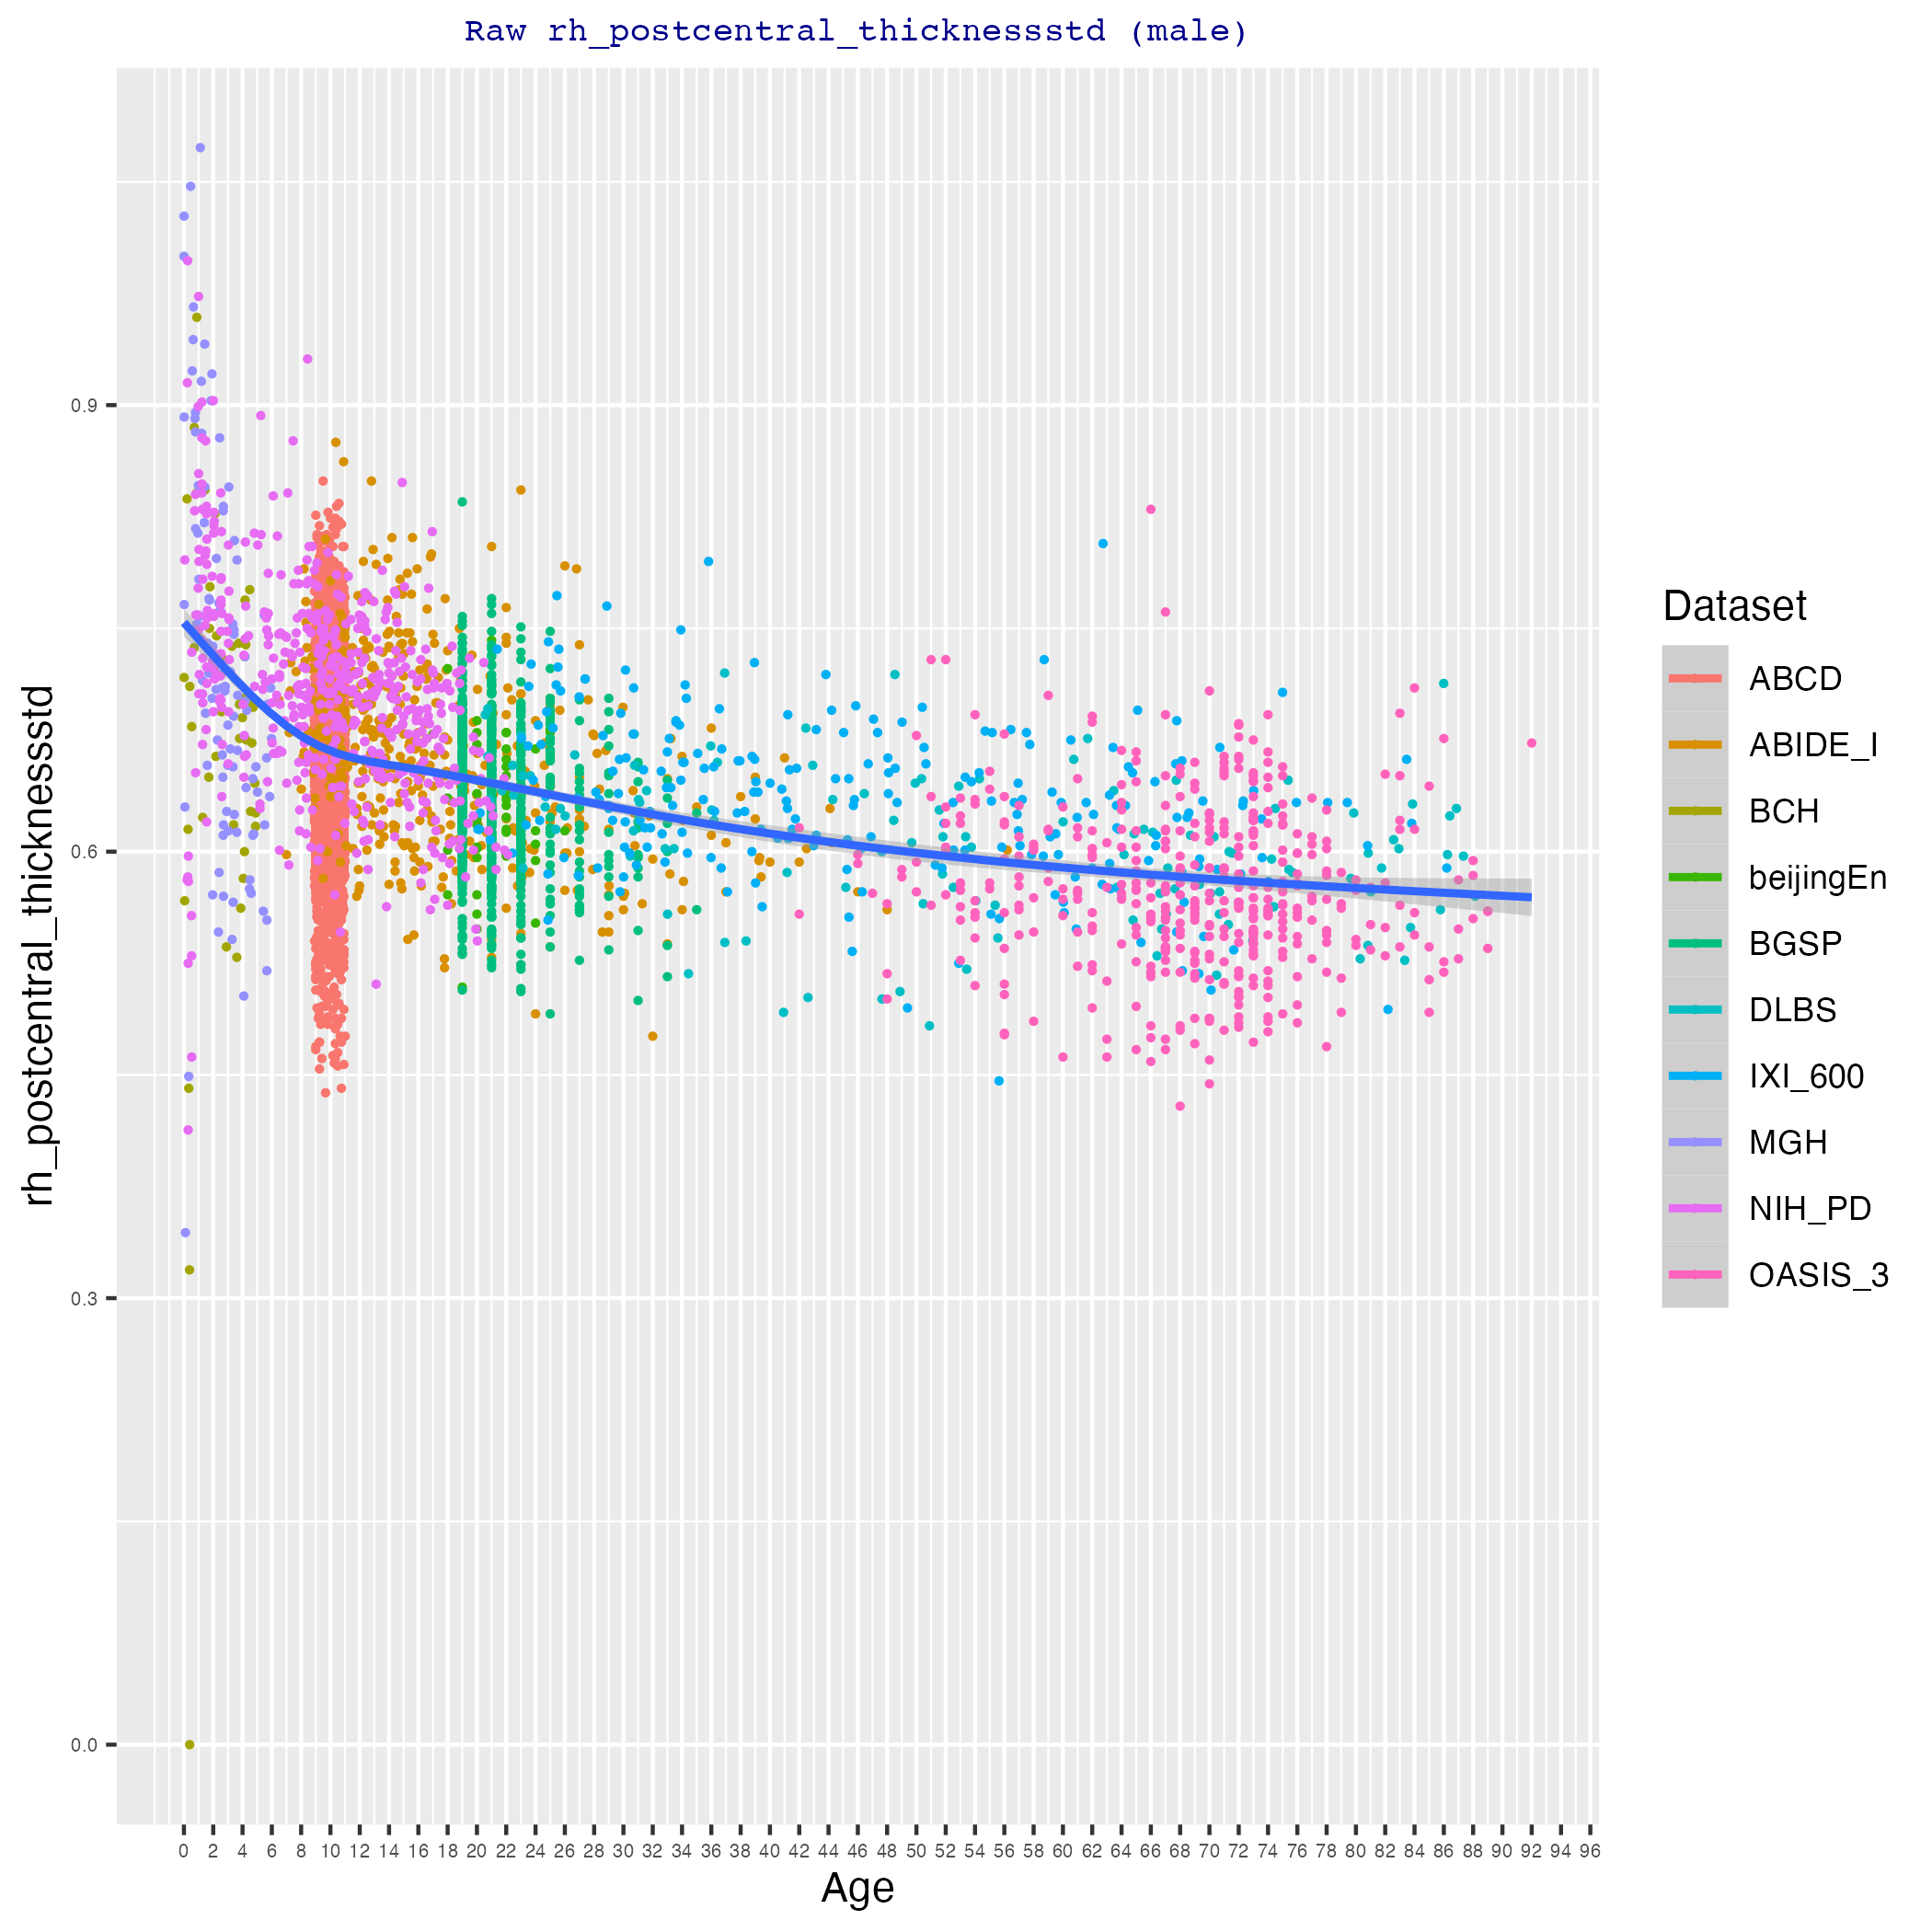 Raw rh_postcentral_thicknessstd (male)
rh_postcentral_thicknessstd
0.9
0.6
0.3
0.0
0 2 4 6 8 10 12 14 16 18 20 22 24 26 28 30 32 34 36 38 40 42 44 46 48 50 52 54 56 58 60 62 64 66 68 70 72 74 76 78 80 82 84 86 88 90 92 94 96
Age
Dataset
ABCD
ABIDE_I
BCH
beijingEn
BGSP
DLBS
IXI_600
MGH
NIH_PD
OASIS_3